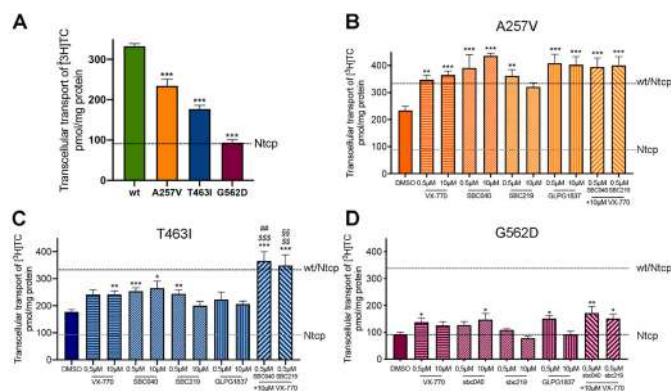 A
Transcellular transport of [³H]TC
pmol/mg protein
400
300
200
100
0
***
***
***
Ntcp
wt
A257V
T463I
G562D
B
A257V
Transcellular transport of [³H]TC
pmol/mg protein
500
400
300
200
100
0
**
***
***
***
**
***
***
***
***
wt/Ntcp
Ntcp
DMSO
0.5µM
10µM
0.5µM
10µM
0.5µM
10µM
0.5µM
10µM
0.5µM
SBC040
0.5µM
SBC219
VX-770
SBC040
SBC219
GLPG1837
+10µM VX-770
C
T463I
Transcellular transport of [³H]TC
pmol/mg protein
500
400
300
200
100
0
**
***
*
**
##
$$$
***
§§
$$
***
wt/Ntcp
Ntcp
DMSO
0.5µM
10µM
0.5µM
10µM
0.5µM
10µM
0.5µM
10µM
0.5µM
SBC040
0.5µM
SBC219
VX-770
SBC040
SBC219
GLPG1837
+10µM VX-770
D
G562D
Transcellular transport of [³H]TC
pmol/mg protein
500
400
300
200
100
0
*
*
*
**
*
wt/Ntcp
Ntcp
DMSO
0.5µM
10µM
0.5µM
10µM
0.5µM
10µM
0.5µM
10µM
0.5µM
sbc040
0.5µM
sbc219
VX-770
sbc040
sbc219
GLPG1837
+10µM VX-770